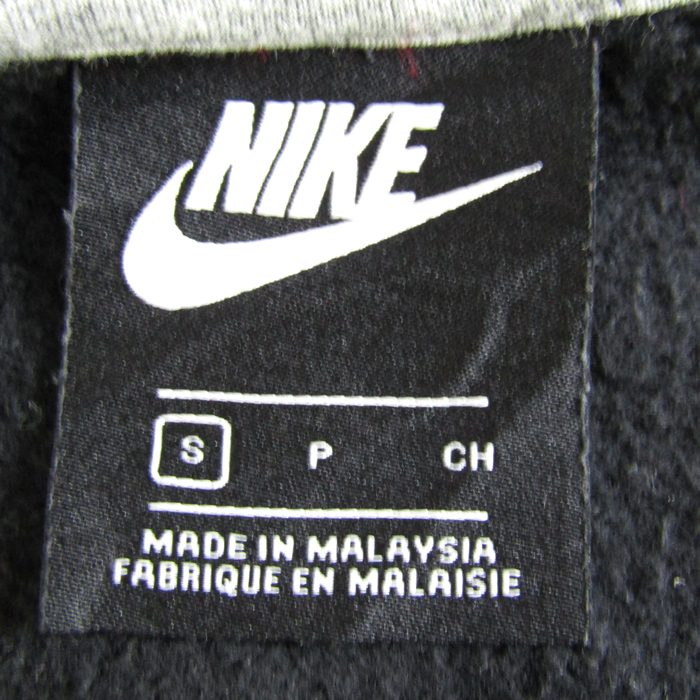 NIKE
S P CH
MADE IN MALAYSIA
FABRIQUE EN MALAISIE